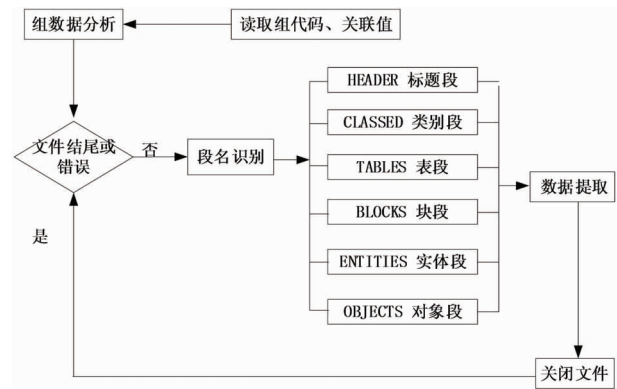 组数据分析
读取组代码、关联值
HEADER 标题段
CLASSED 类别段
文件结尾或
错误
否
段名识别
TABLES 表段
数据提取
BLOCKS 块段
是
ENTITIES 实体段
OBJECTS 对象段
关闭文件